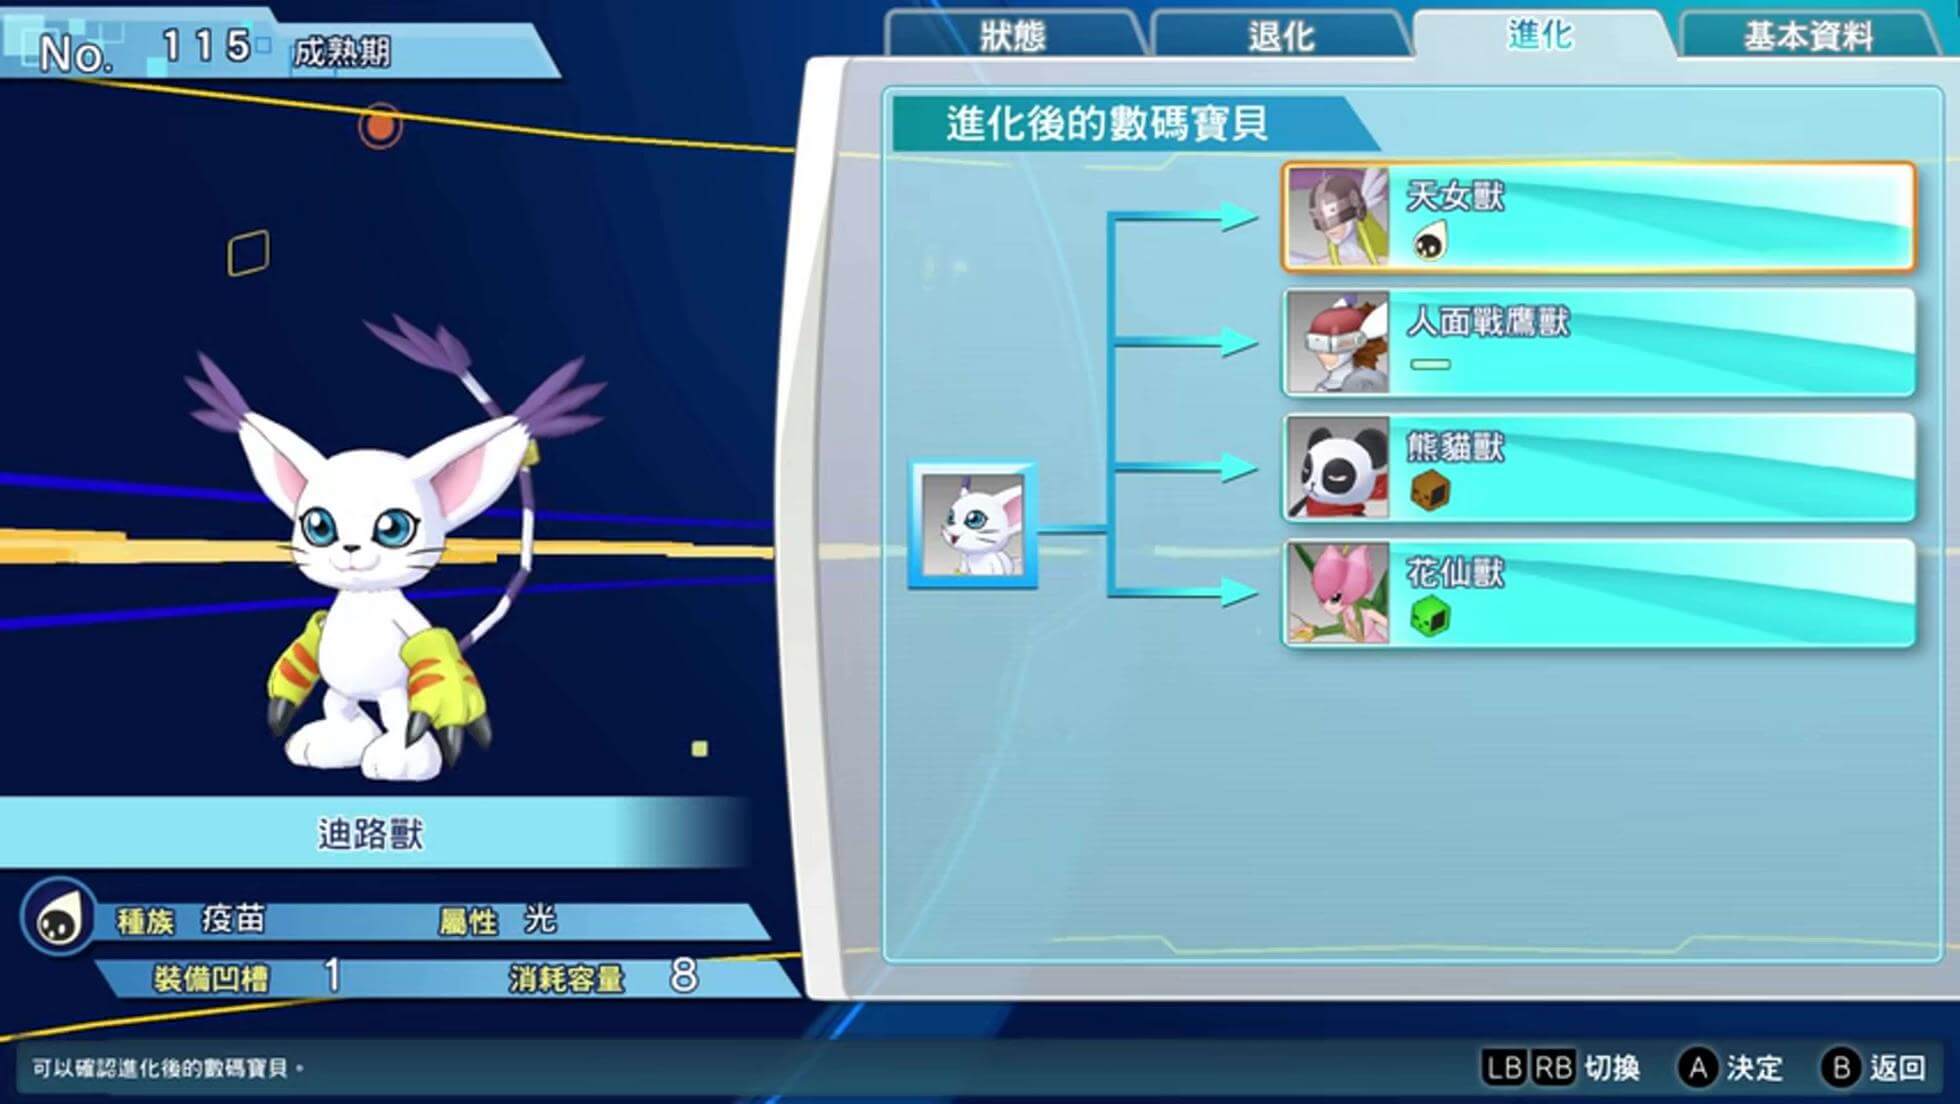 No. 115 成熟期
狀態 退化 進化 基本資料
進化後的數碼寶貝
天女獸
人面戰鷹獸
熊貓獸
花仙獸
迪路獸
種族 疫苗 屬性 光
裝備凹槽 1 消耗容量 8
可以確認進化後的數碼寶貝。
LB RB 切換 A 決定 B 返回